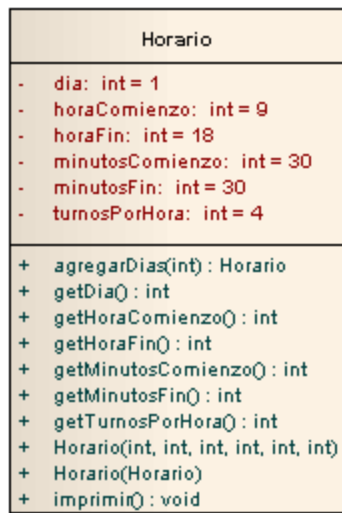 Horario
- dia: int = 1
- horaComienzo: int = 9
- horaFin: int = 18
- minutosComienzo: int = 30
- minutosFin: int = 30
- turnosPorHora: int = 4
+ agregarDias(int) : Horario
+ getDia() : int
+ getHoraComienzo() : int
+ getHoraFin() : int
+ getMinutosComienzo() : int
+ getMinutosFin() : int
+ getTurnosPorHora() : int
+ Horario(int, int, int, int, int, int)
+ Horario(Horario)
+ imprimir() : void